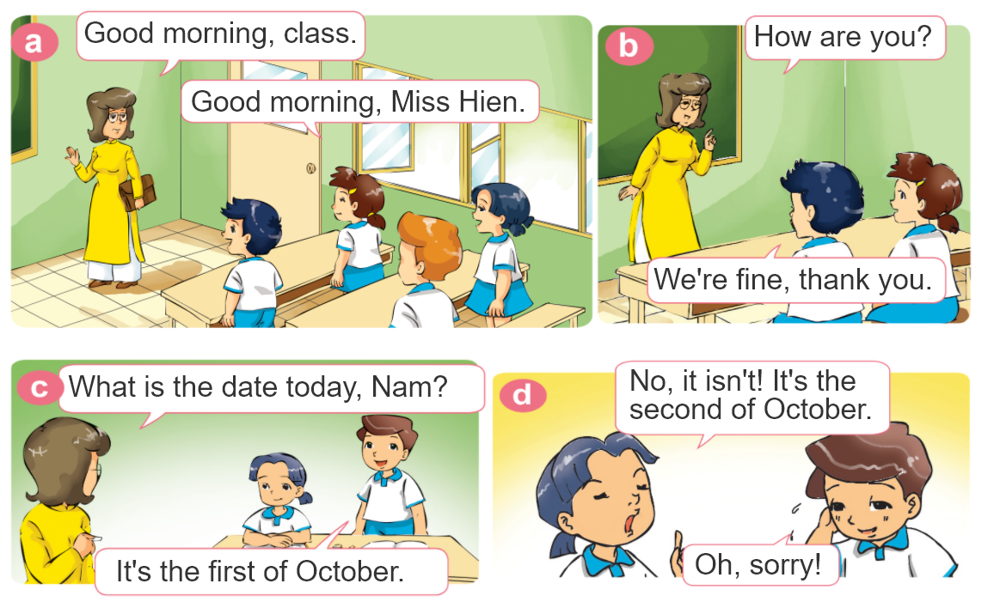 a
Good morning, class.
Good morning, Miss Hien.
b
How are you?
We're fine, thank you.
c
What is the date today, Nam?
It's the first of October.
d
No, it isn't! It's the
second of October.
Oh, sorry!